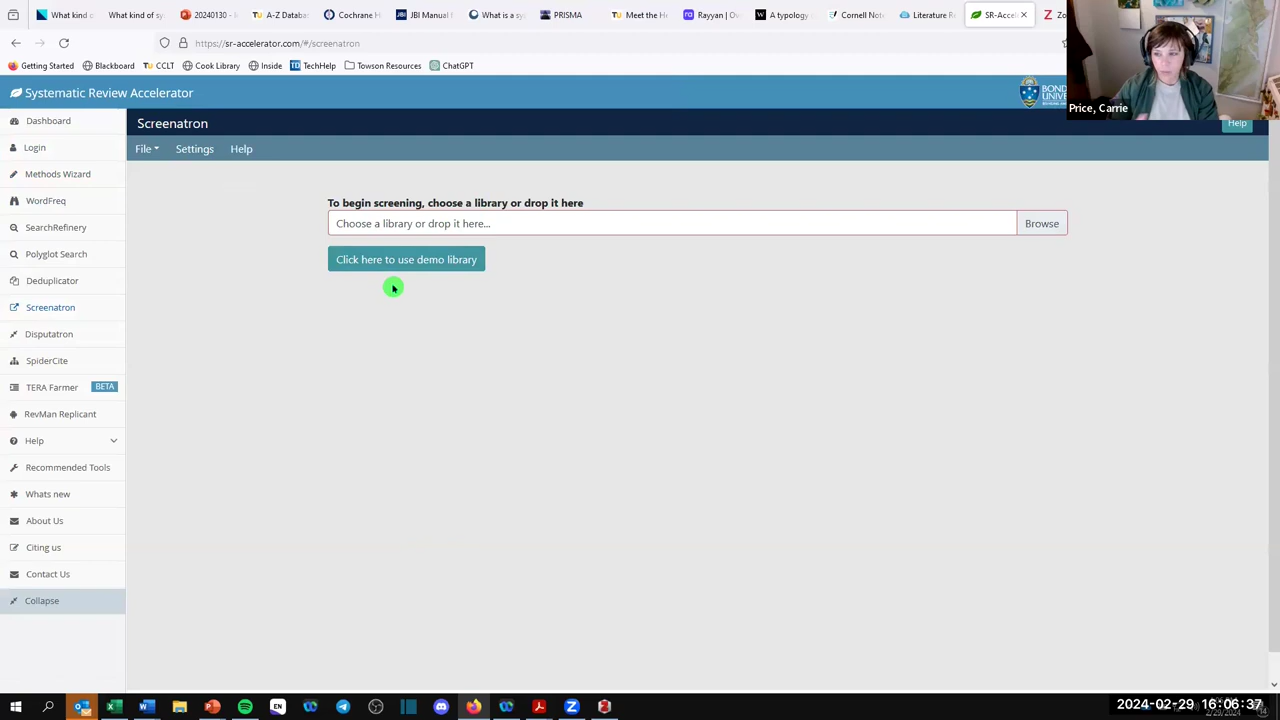 What kind
What kind of sy
20240130 -
A-Z Databa
Cochrane H
JBI Manual f
What is a sy
PRISMA
Meet the H
Rayyan |
A typology
Cornell Not
Literature R
SR-Accel
Zo
https://sr-accelerator.com/#/screenatron
Getting Started
Blackboard
CCLT
Cook Library
Inside
TechHelp
Towson Resources
ChatGPT
Systematic Review Accelerator
BOND
UNIVE
Price, Carrie
Dashboard
Login
Methods Wizard
WordFreq
SearchRefinery
Polyglot Search
Deduplicator
Screenatron
Disputatron
SpiderCite
TERA Farmer BETA
RevMan Replicant
Help
Recommended Tools
Whats new
About Us
Citing us
Contact Us
Collapse
Screenatron
Help
File Settings Help
To begin screening, choose a library or drop it here
Choose a library or drop it here...
Browse
Click here to use demo library
2024-02-29 16:06:37